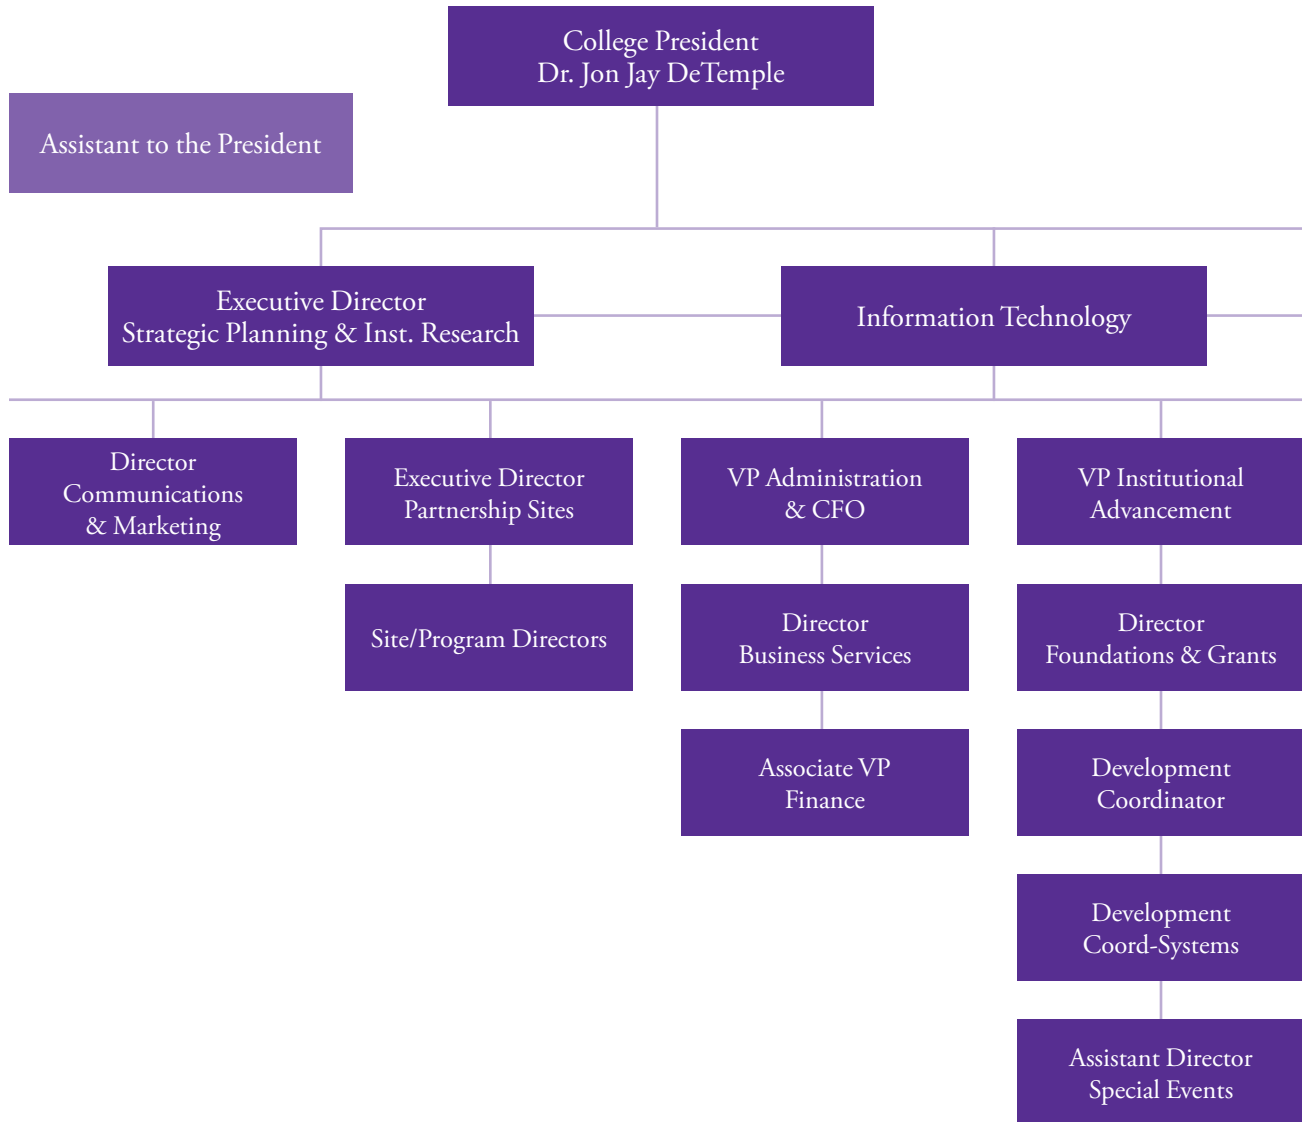 College President
Dr. Jon Jay DeTemple
Assistant to the President
Executive Director
Strategic Planning & Inst. Research
Information Technology
Director
Communications
& Marketing
Executive Director
Partnership Sites
VP Administration
& CFO
VP Institutional
Advancement
Site/Program Directors
Director
Business Services
Director
Foundations & Grants
Associate VP
Finance
Development
Coordinator
Development
Coord-Systems
Assistant Director
Special Events